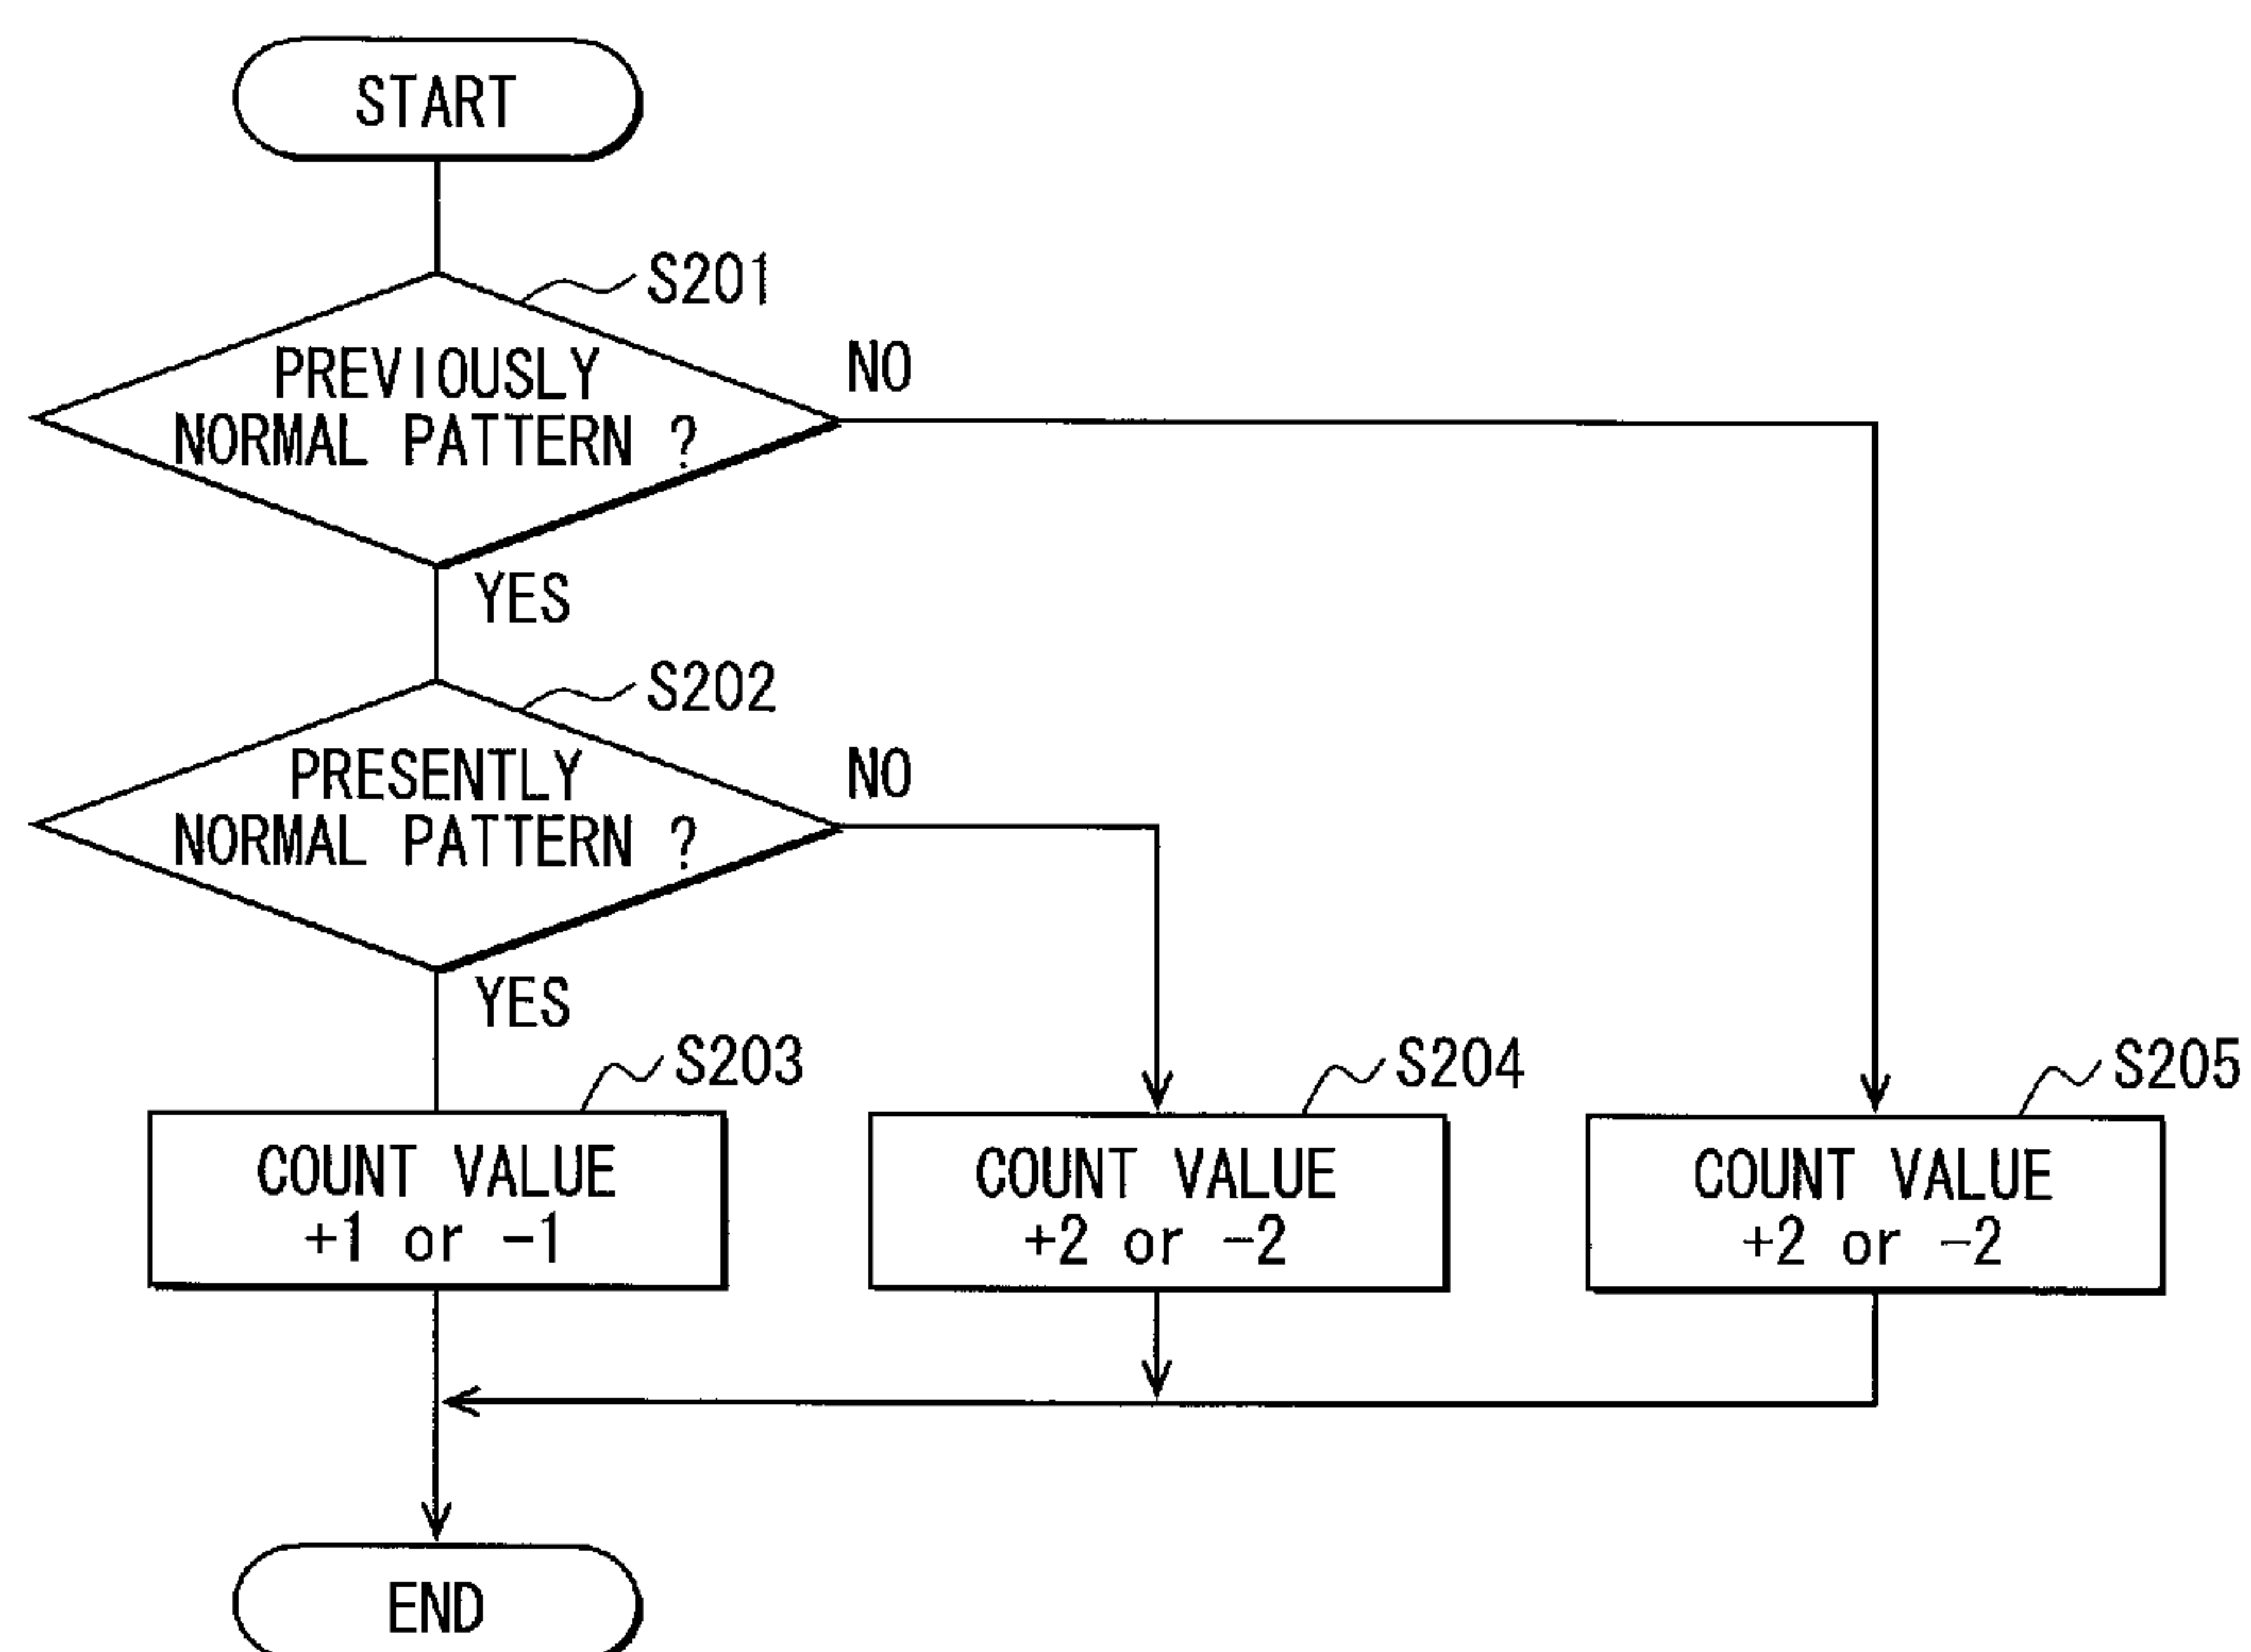 START
S201
PREVIOUSLY
NORMAL PATTERN ?
NO
YES
S202
PRESENTLY
NORMAL PATTERN ?
NO
YES
S203
COUNT VALUE
+1 or -1
S204
COUNT VALUE
+2 or -2
S205
COUNT VALUE
+2 or -2
END